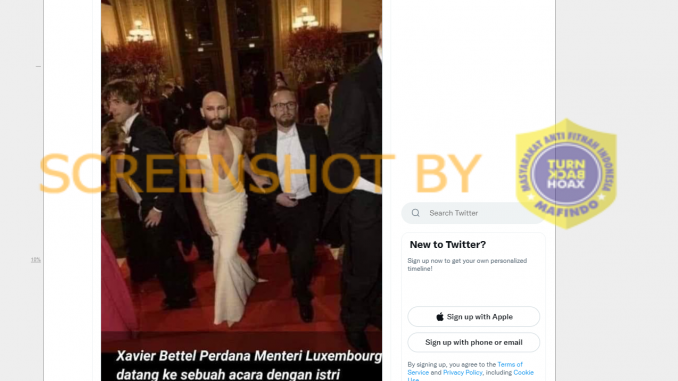 SCREENSHOT BY
MASYARAKAT ANTI FITNAH INDONESIA
TURN
BACK
HOAX
MAFINDO
Search Twitter
New to Twitter?
Sign up now to get your own personalized
timeline!
Sign up with Apple
Sign up with phone or email
By signing up, you agree to the Terms of
Service and Privacy Policy, including Cookie
Use.
Xavier Bettel Perdana Menteri Luxembourg
datang ke sebuah acara dengan istri